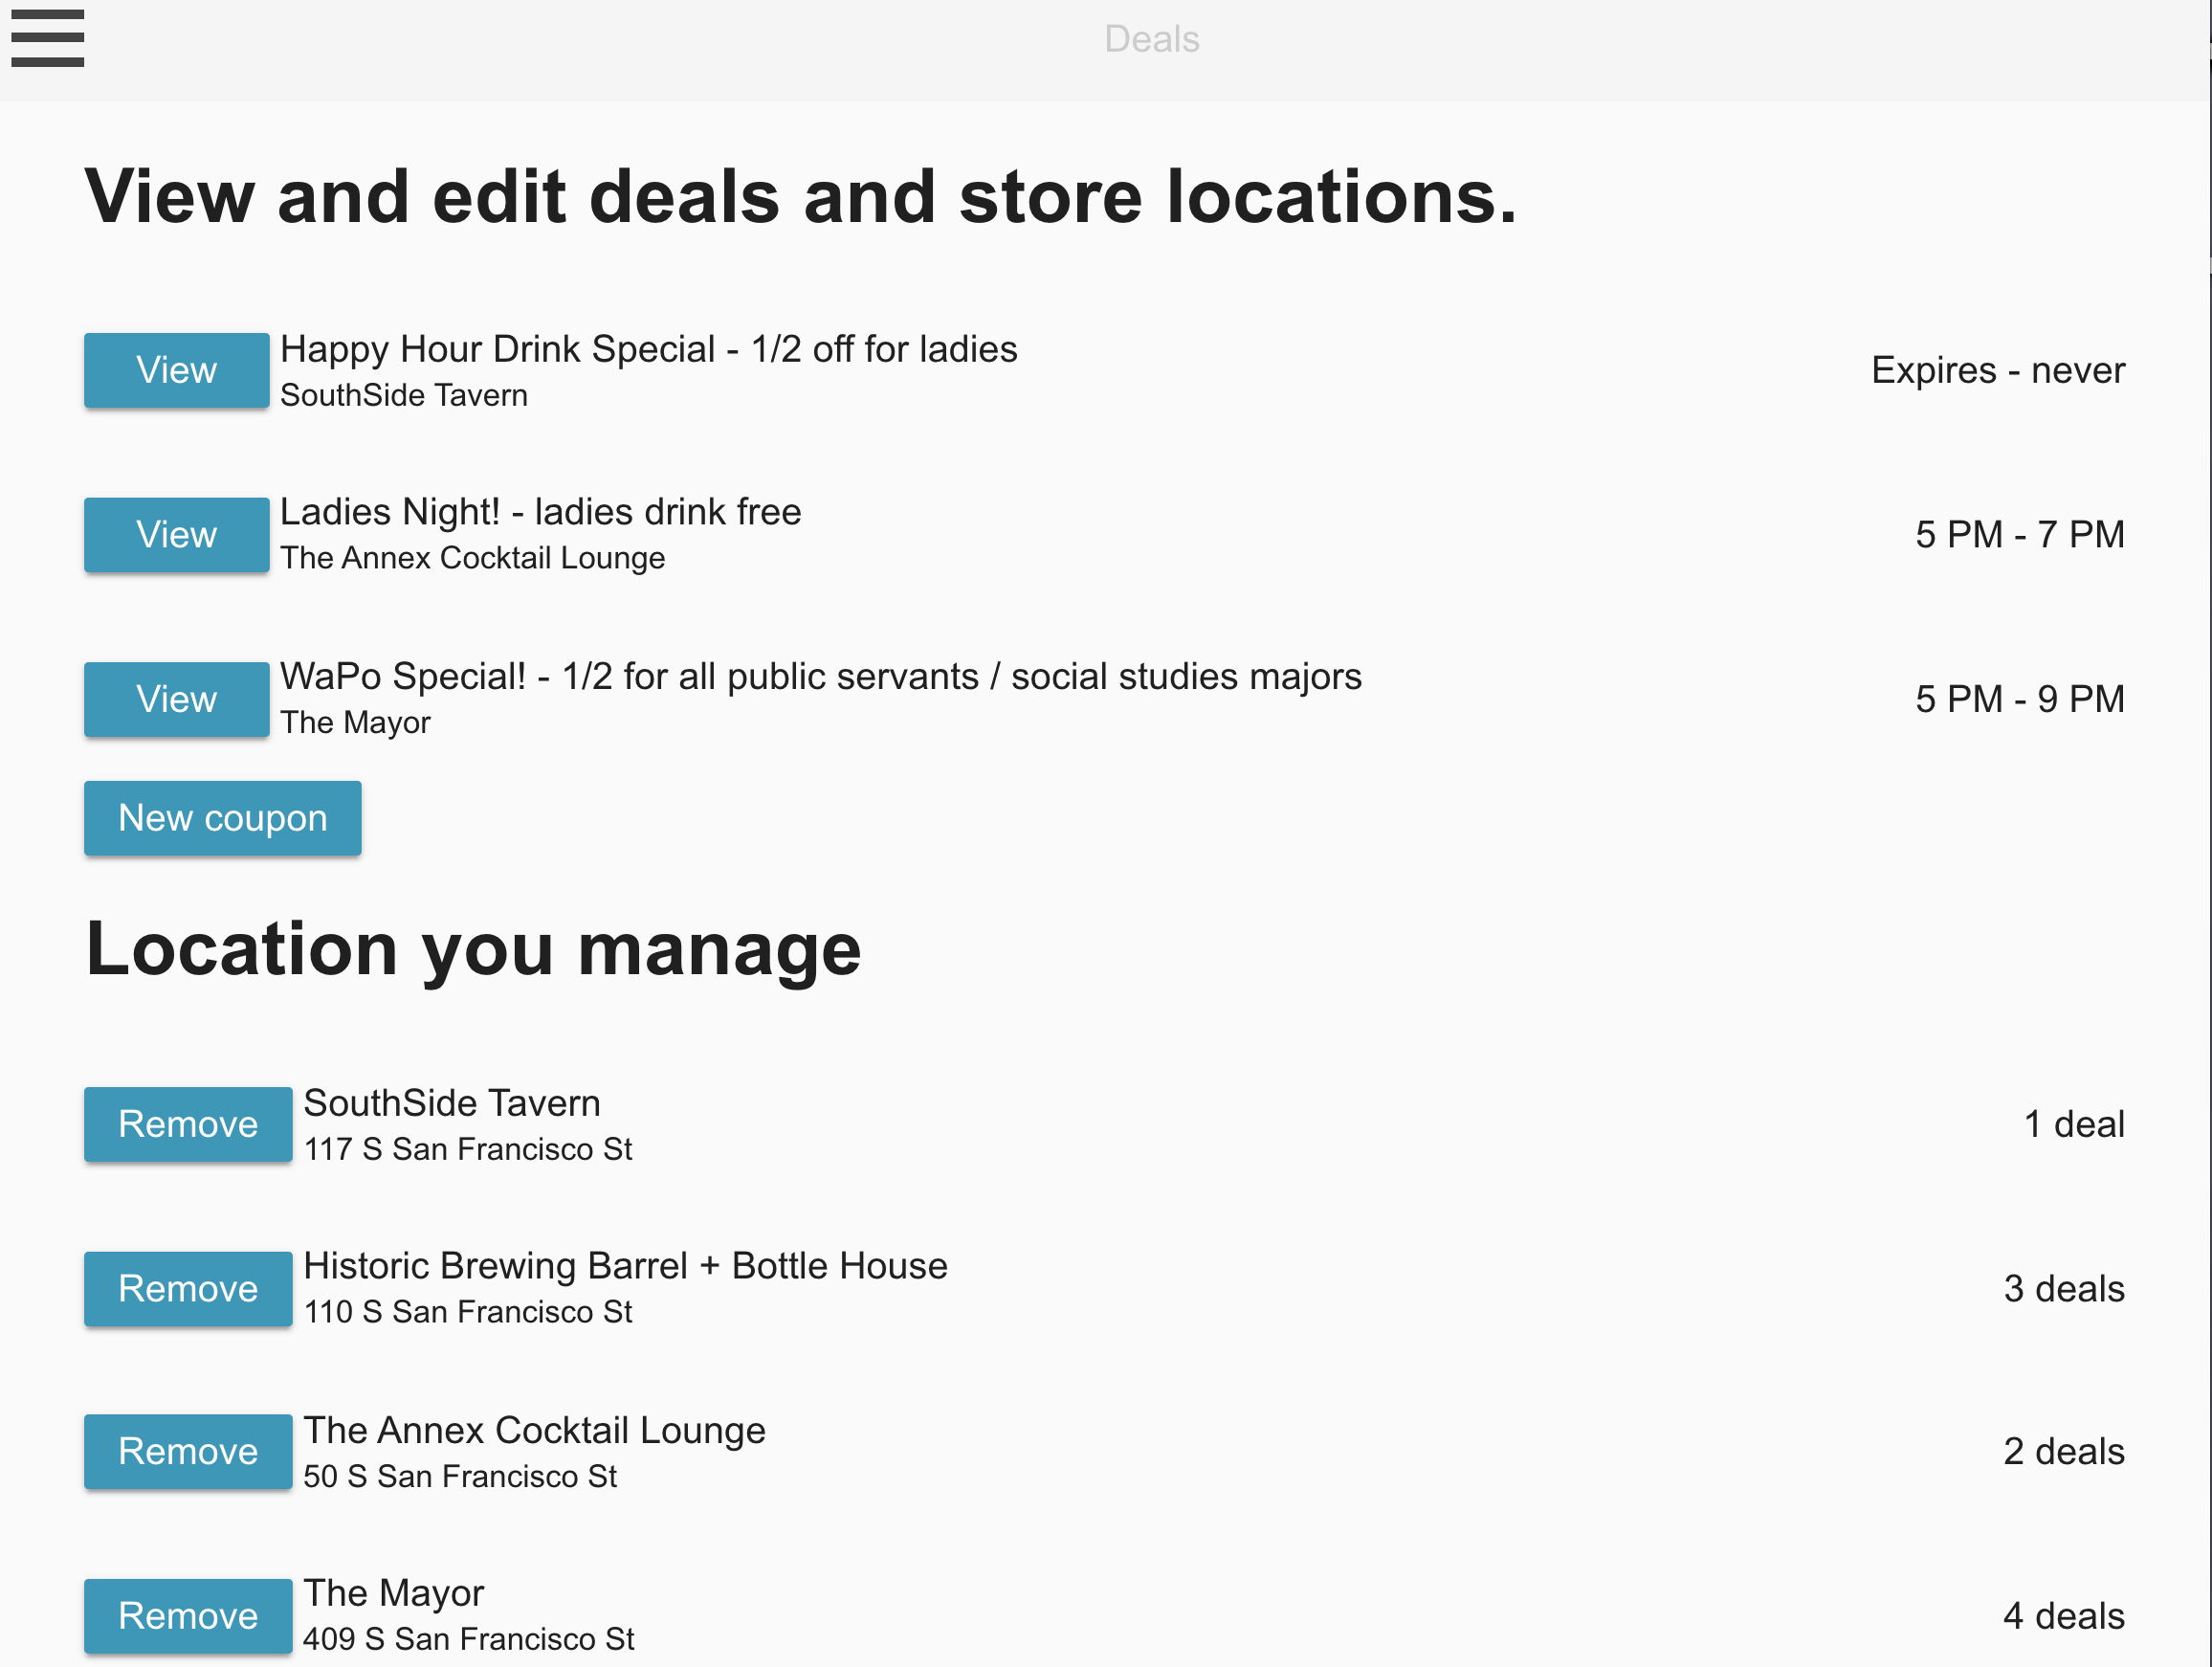 Deals
View and edit deals and store locations.
View
Happy Hour Drink Special - 1/2 off for ladies
SouthSide Tavern
Expires - never
View
Ladies Night! - ladies drink free
The Annex Cocktail Lounge
5 PM - 7 PM
View
WaPo Special! - 1/2 for all public servants / social studies majors
The Mayor
5 PM - 9 PM
New coupon
Location you manage
Remove
SouthSide Tavern
117 S San Francisco St
1 deal
Remove
Historic Brewing Barrel + Bottle House
110 S San Francisco St
3 deals
Remove
The Annex Cocktail Lounge
50 S San Francisco St
2 deals
Remove
The Mayor
409 S San Francisco St
4 deals